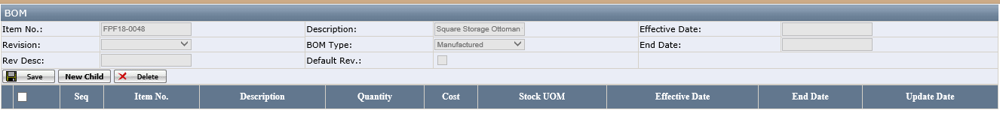 BOM
Item No.: FPF18-0048 Description: Square Storage Ottoman Effective Date:
Revision: BOM Type: Manufactured End Date:
Rev Desc: Default Rev.:
Save New Child Delete
Seq Item No. Description Quantity Cost Stock UOM Effective Date End Date Update Date